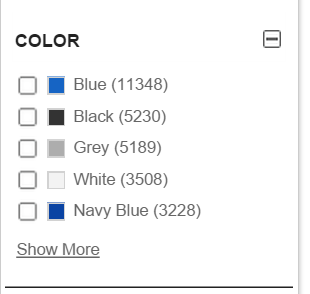 COLOR
Blue (11348)
Black (5230)
Grey (5189)
White (3508)
Navy Blue (3228)
Show More